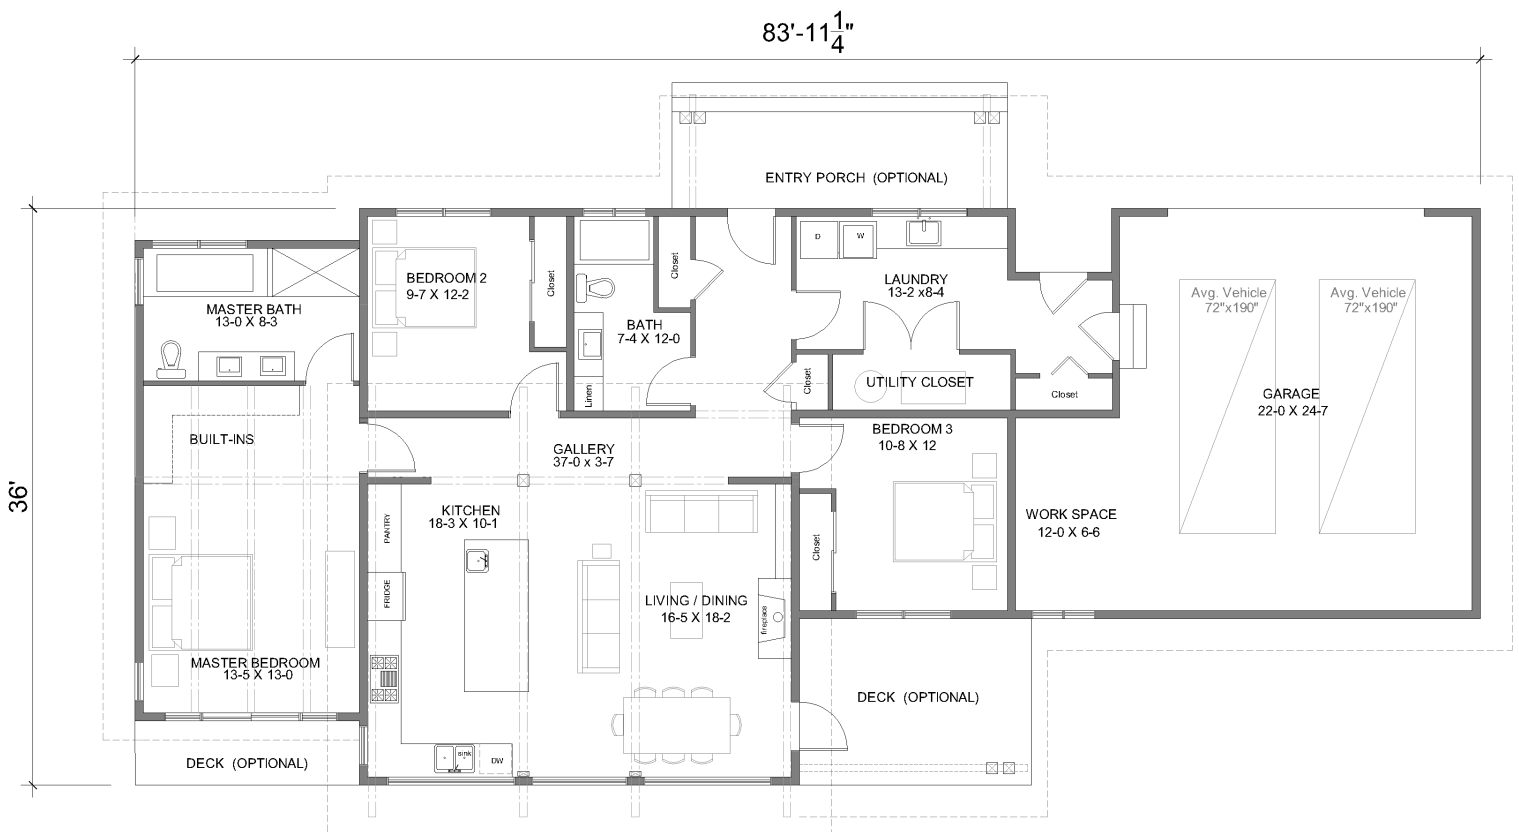 83'-11 1/4"
ENTRY PORCH (OPTIONAL)
36'
MASTER BATH
13-0 X 8-3
BEDROOM 2
9-7 X 12-2
Closet
BATH
7-4 X 12-0
Linen
Closet
D
W
LAUNDRY
13-2 x8-4
UTILITY CLOSET
Closet
Closet
Avg. Vehicle
72"x190"
Avg. Vehicle
72"x190"
GARAGE
22-0 X 24-7
BUILT-INS
GALLERY
37-0 x 3-7
BEDROOM 3
10-8 X 12
Closet
WORK SPACE
12-0 X 6-6
KITCHEN
18-3 X 10-1
PANTRY
FRIDGE
LIVING / DINING
16-5 X 18-2
fireplace
MASTER BEDROOM
13-5 X 13-0
DECK (OPTIONAL)
sink
DW
DECK (OPTIONAL)